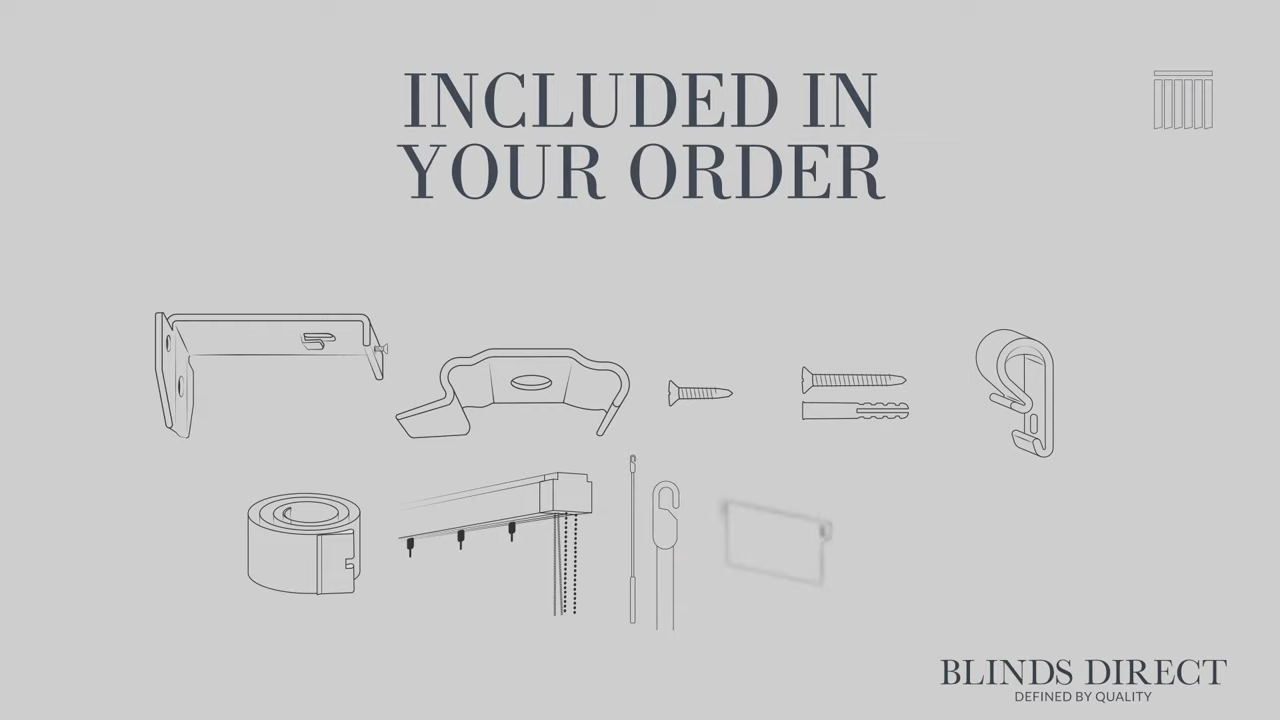 INCLUDED IN
YOUR ORDER
BLINDS DIRECT
DEFINED BY QUALITY